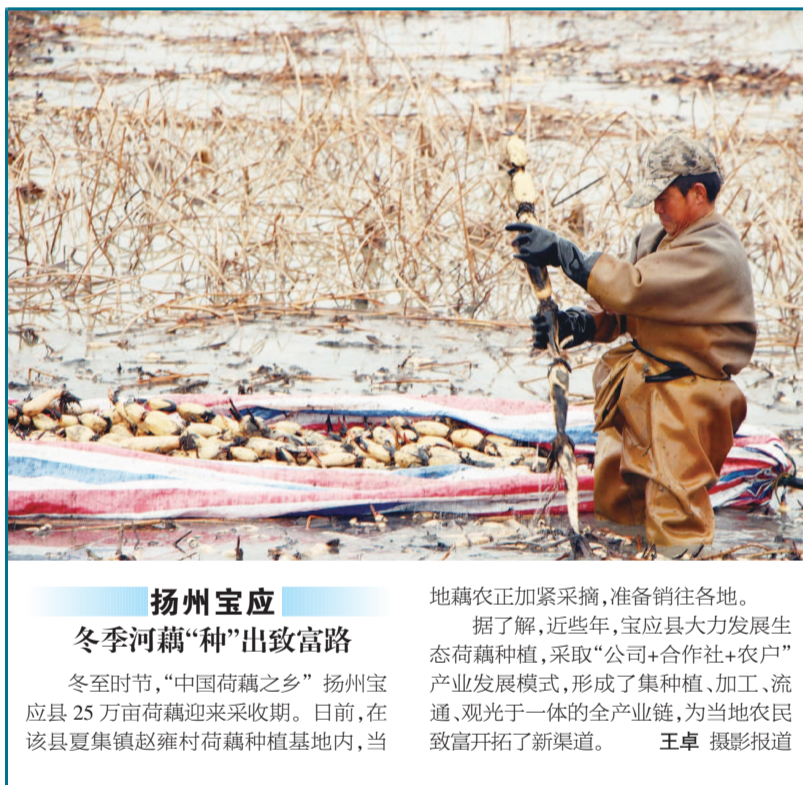 扬州宝应
冬季河藕“种”出致富路
冬至时节,“中国荷藕之乡”扬州宝
应县 25 万亩荷藕迎来采收期。日前,在
该县夏集镇赵雍村荷藕种植基地内,当
地藕农正加紧采摘,准备销往各地。
据了解,近些年,宝应县大力发展生
态荷藕种植,采取“公司+合作社+农户”
产业发展模式,形成了集种植、加工、流
通、观光于一体的全产业链,为当地农民
致富开拓了新渠道。 王卓 摄影报道